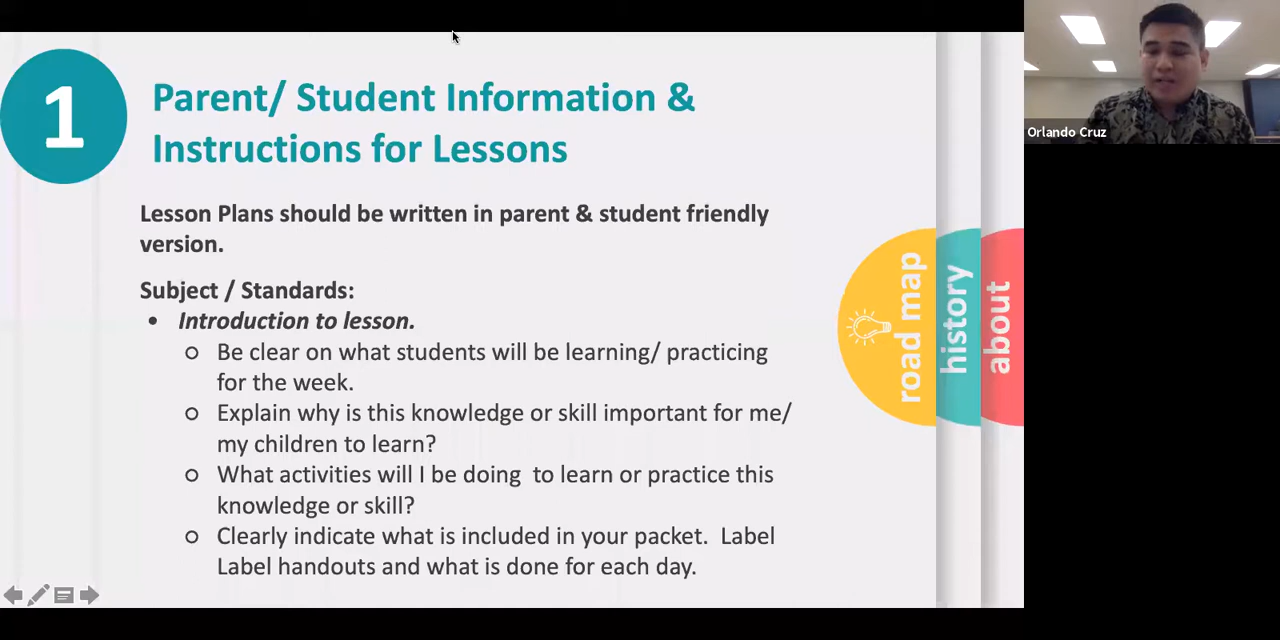 1
Parent/ Student Information &
Instructions for Lessons
Lesson Plans should be written in parent & student friendly
version.
Subject / Standards:
• Introduction to lesson.
o Be clear on what students will be learning/ practicing
for the week.
o Explain why is this knowledge or skill important for me/
my children to learn?
o What activities will I be doing  to learn or practice this
knowledge or skill?
o Clearly indicate what is included in your packet.  Label
Label handouts and what is done for each day.
road map
history
about
Orlando Cruz